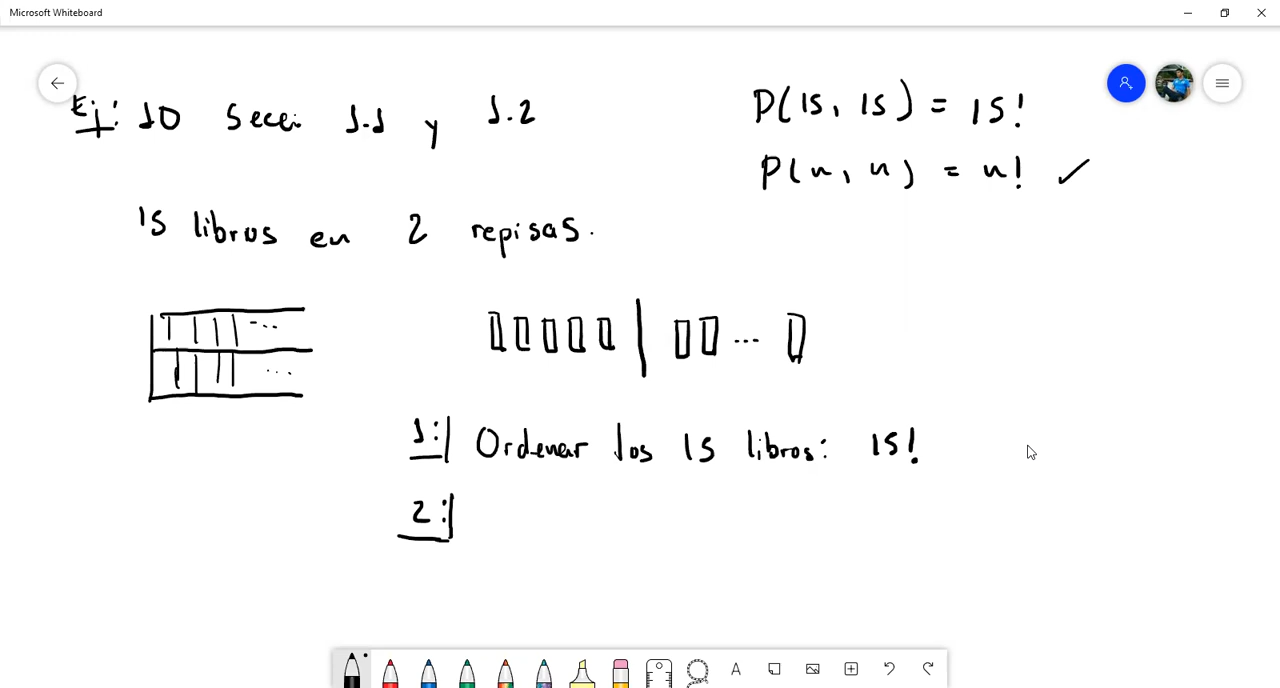 Microsoft Whiteboard
Ej: 10 Secci 1.1 y 1.2
P(15, 15) = 15!
P(n, n) = n! ✓
15 libros en 2 repisas.
1:| Ordenar los 15 libros: 15!
2:|
A